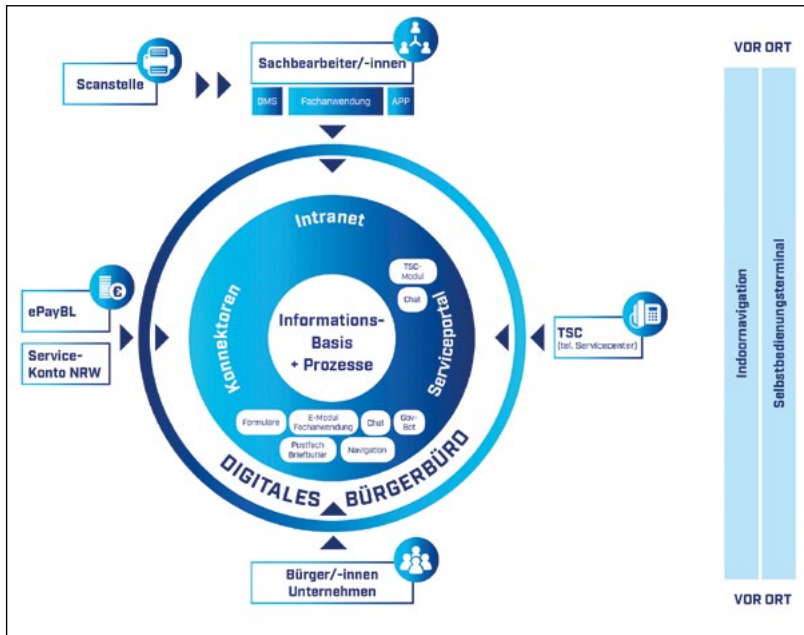 VOR ORT
Sachbearbeiter/-innen
Scanstelle
DMS
Fachanwendung
APP
Intranet
TSC-
Modul
Chat
Konnektoren
Informations-
Basis
+ Prozesse
Serviceportal
ePayBL
Service-
Konto NRW
TSC
(tel. Servicecenter)
Indoornavigation
Selbstbedienungsterminal
Formulare
E-Modul
Fachanwendung
Chat
Gov-
Bot
Postfach
Briefbutler
Navigation
DIGITALES BÜRGERBÜRO
Bürger/-innen
Unternehmen
VOR ORT